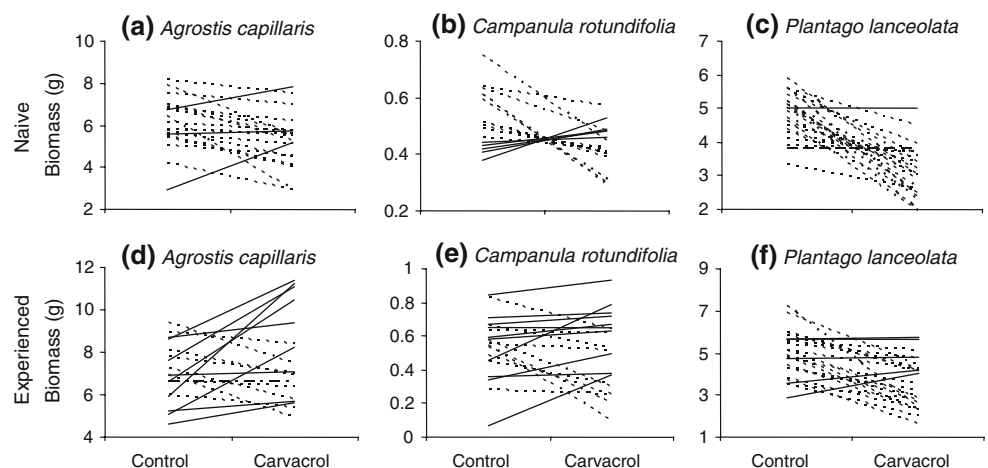 (a) Agrostis capillaris
(b) Campanula rotundifolia
(c) Plantago lanceolata
Naive
Biomass (g)
10
8
6
4
2
0.8
0.6
0.4
0.2
7
6
5
4
3
2
(d) Agrostis capillaris
(e) Campanula rotundifolia
(f) Plantago lanceolata
Experienced
Biomass (g)
12
10
8
6
4
1
0.8
0.6
0.4
0.2
0
9
7
5
3
1
Control Carvacrol
Control Carvacrol
Control Carvacrol